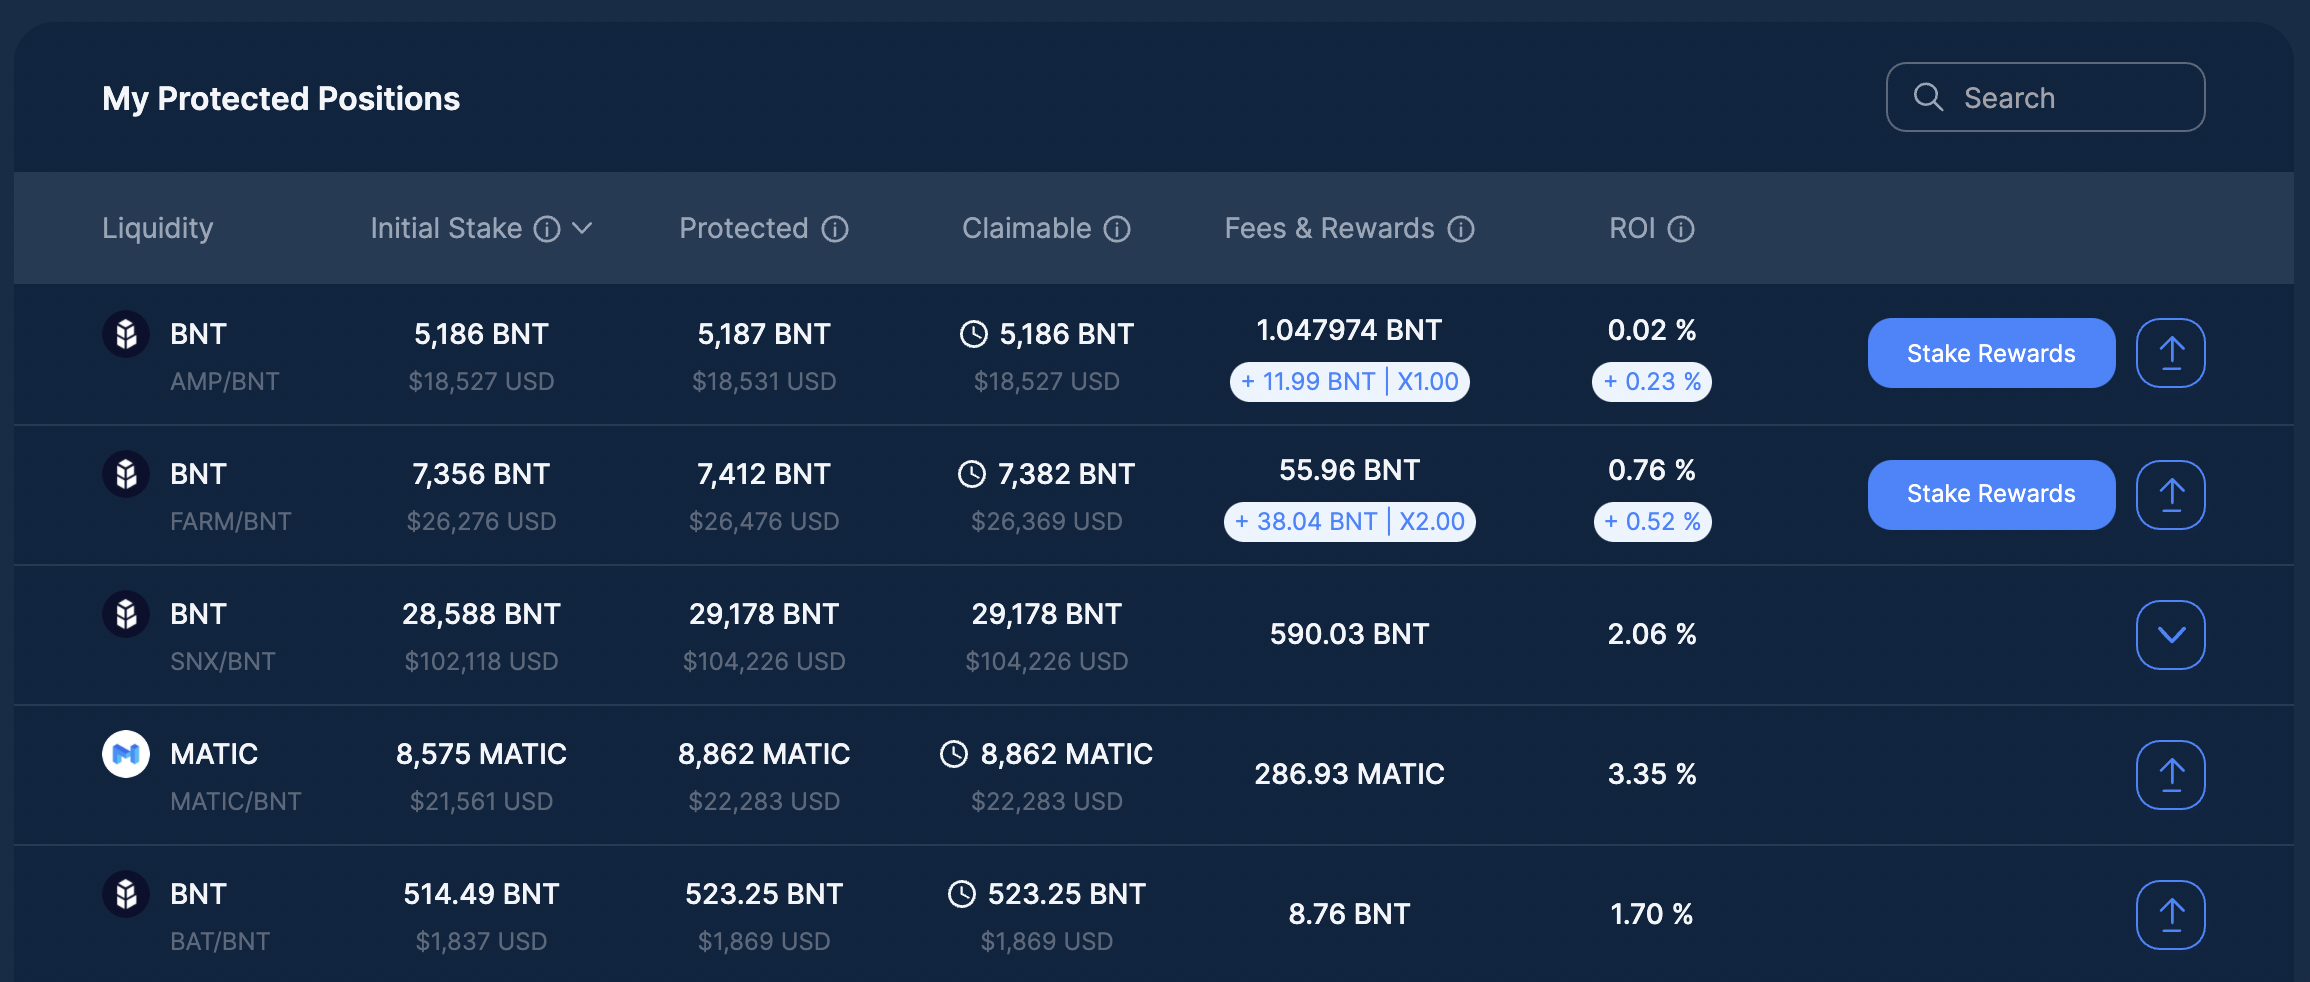 My Protected Positions
Search
Liquidity Initial Stake Protected Claimable Fees & Rewards ROI
BNT 5,186 BNT 5,187 BNT 5,186 BNT 1.047974 BNT 0.02 %
AMP/BNT $18,527 USD $18,531 USD $18,527 USD + 11.99 BNT | X1.00 + 0.23 % Stake Rewards
BNT 7,356 BNT 7,412 BNT 7,382 BNT 55.96 BNT 0.76 %
FARM/BNT $26,276 USD $26,476 USD $26,369 USD + 38.04 BNT | X2.00 + 0.52 % Stake Rewards
BNT 28,588 BNT 29,178 BNT 29,178 BNT 590.03 BNT 2.06 %
SNX/BNT $102,118 USD $104,226 USD $104,226 USD
MATIC 8,575 MATIC 8,862 MATIC 8,862 MATIC 286.93 MATIC 3.35 %
MATIC/BNT $21,561 USD $22,283 USD $22,283 USD
BNT 514.49 BNT 523.25 BNT 523.25 BNT 8.76 BNT 1.70 %
BAT/BNT $1,837 USD $1,869 USD $1,869 USD